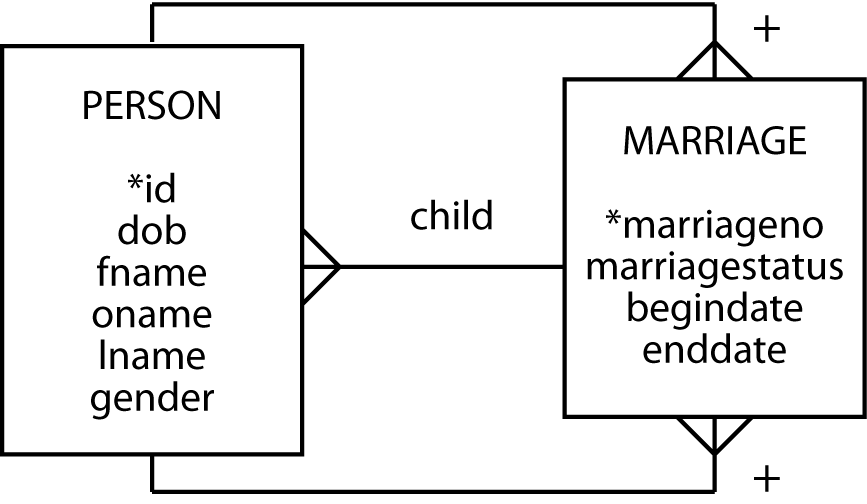 +
PERSON
*id
dob
fname
oname
lname
gender
child
MARRIAGE
*marriageno
marriagestatus
begindate
enddate
+